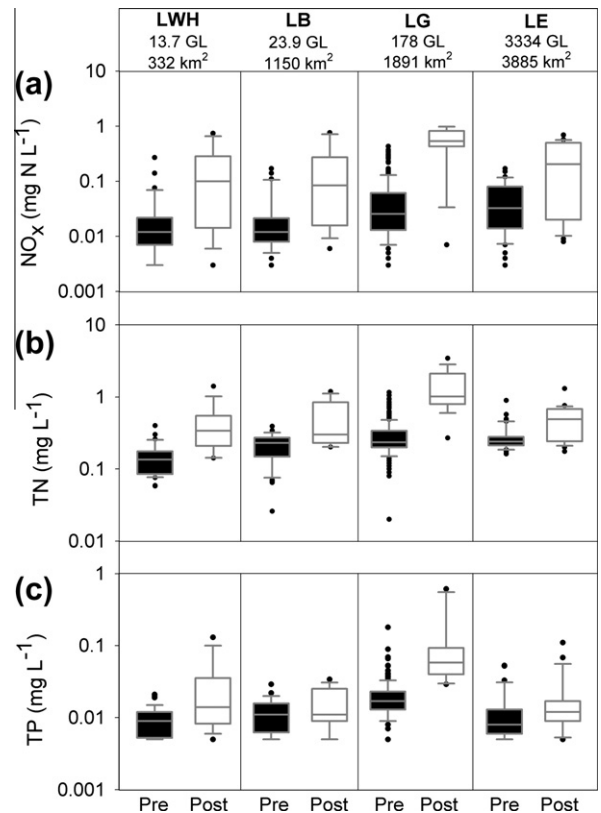 LWH LB LG LE
13.7 GL 23.9 GL 178 GL 3334 GL
332 km² 1150 km² 1891 km² 3885 km²
(a)
NOₓ (mg N L⁻¹)
10
1
0.1
0.01
0.001
(b)
TN (mg L⁻¹)
10
1
0.1
0.01
(c)
TP (mg L⁻¹)
1
0.1
0.01
0.001
Pre Post Pre Post Pre Post Pre Post